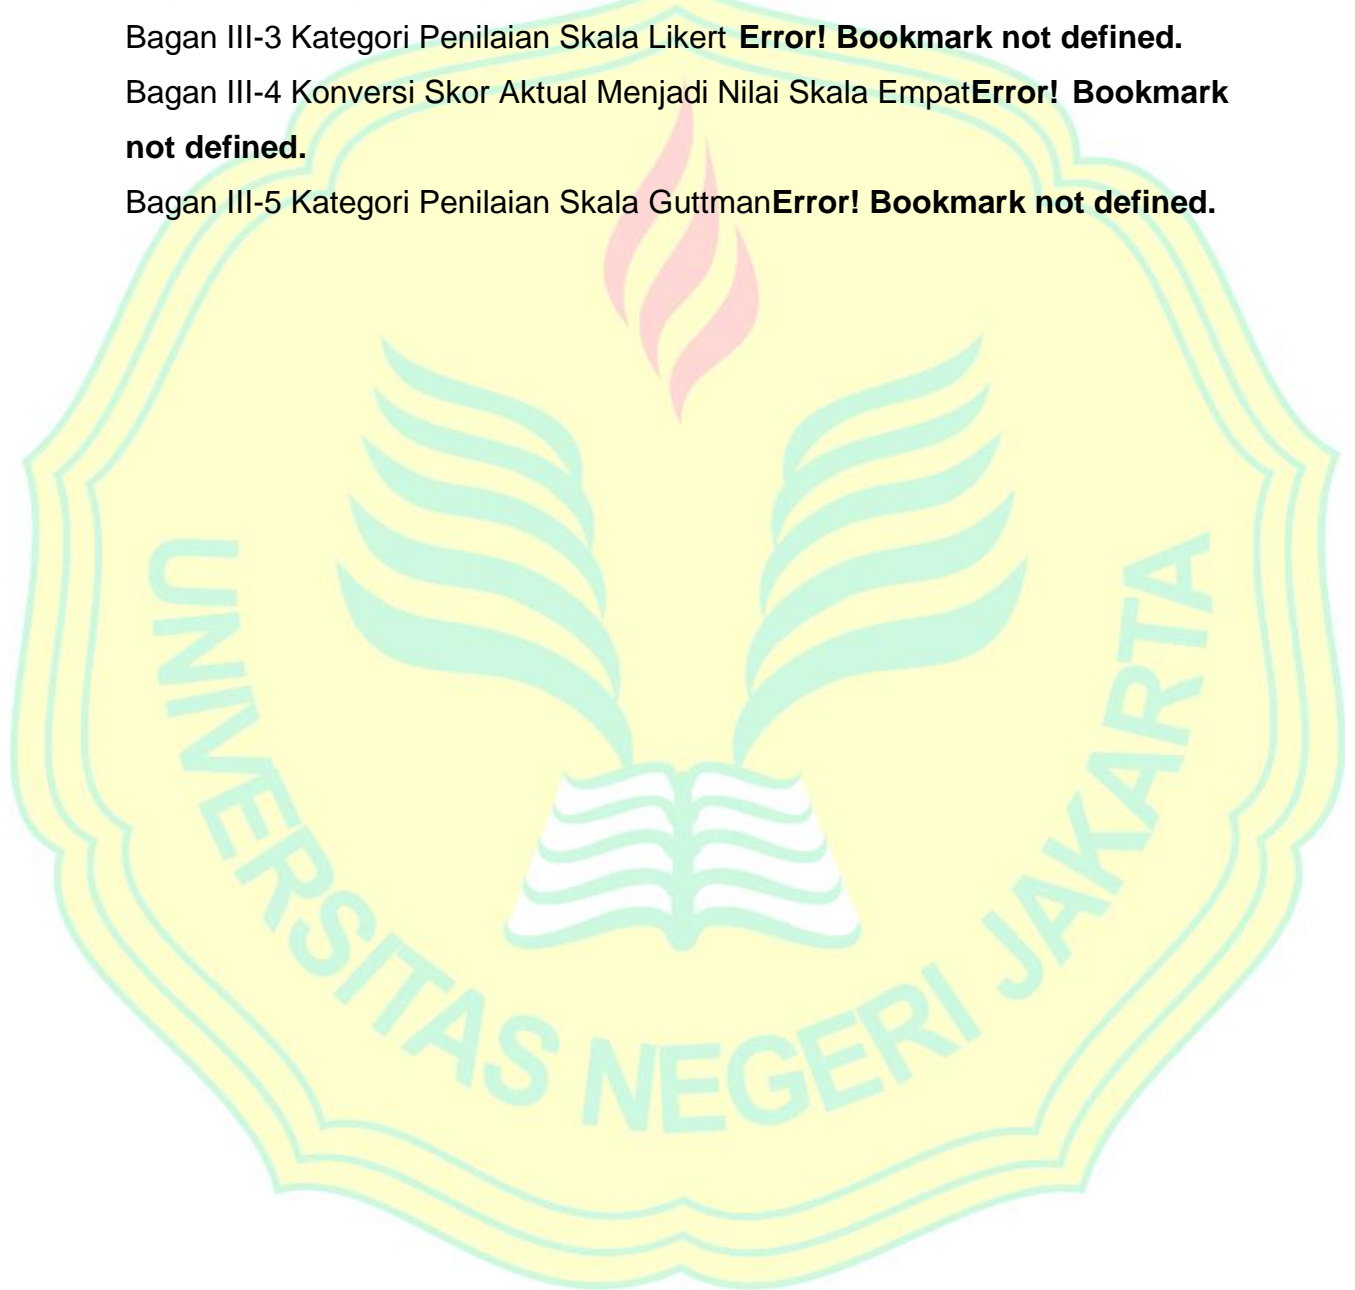 Bagan III-3 Kategori Penilaian Skala Likert Error! Bookmark not defined.
Bagan III-4 Konversi Skor Aktual Menjadi Nilai Skala EmpatError! Bookmark
not defined.
Bagan III-5 Kategori Penilaian Skala GuttmanError! Bookmark not defined.
UNIVERSITAS NEGERI JAKARTA